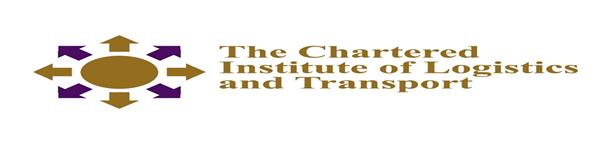 The Chartered
Institute of Logistics
and Transport